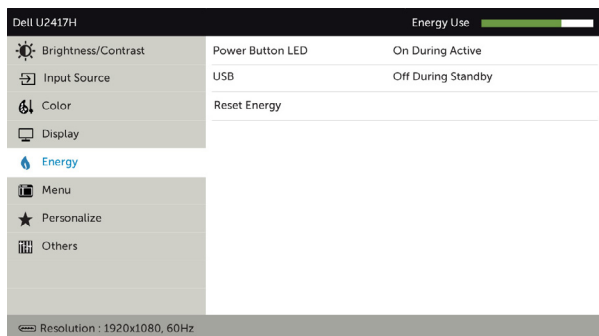 Dell U2417H Energy Use
Brightness/Contrast Power Button LED On During Active
Input Source USB Off During Standby
Color Reset Energy
Display
Energy
Menu
Personalize
Others
Resolution : 1920x1080, 60Hz